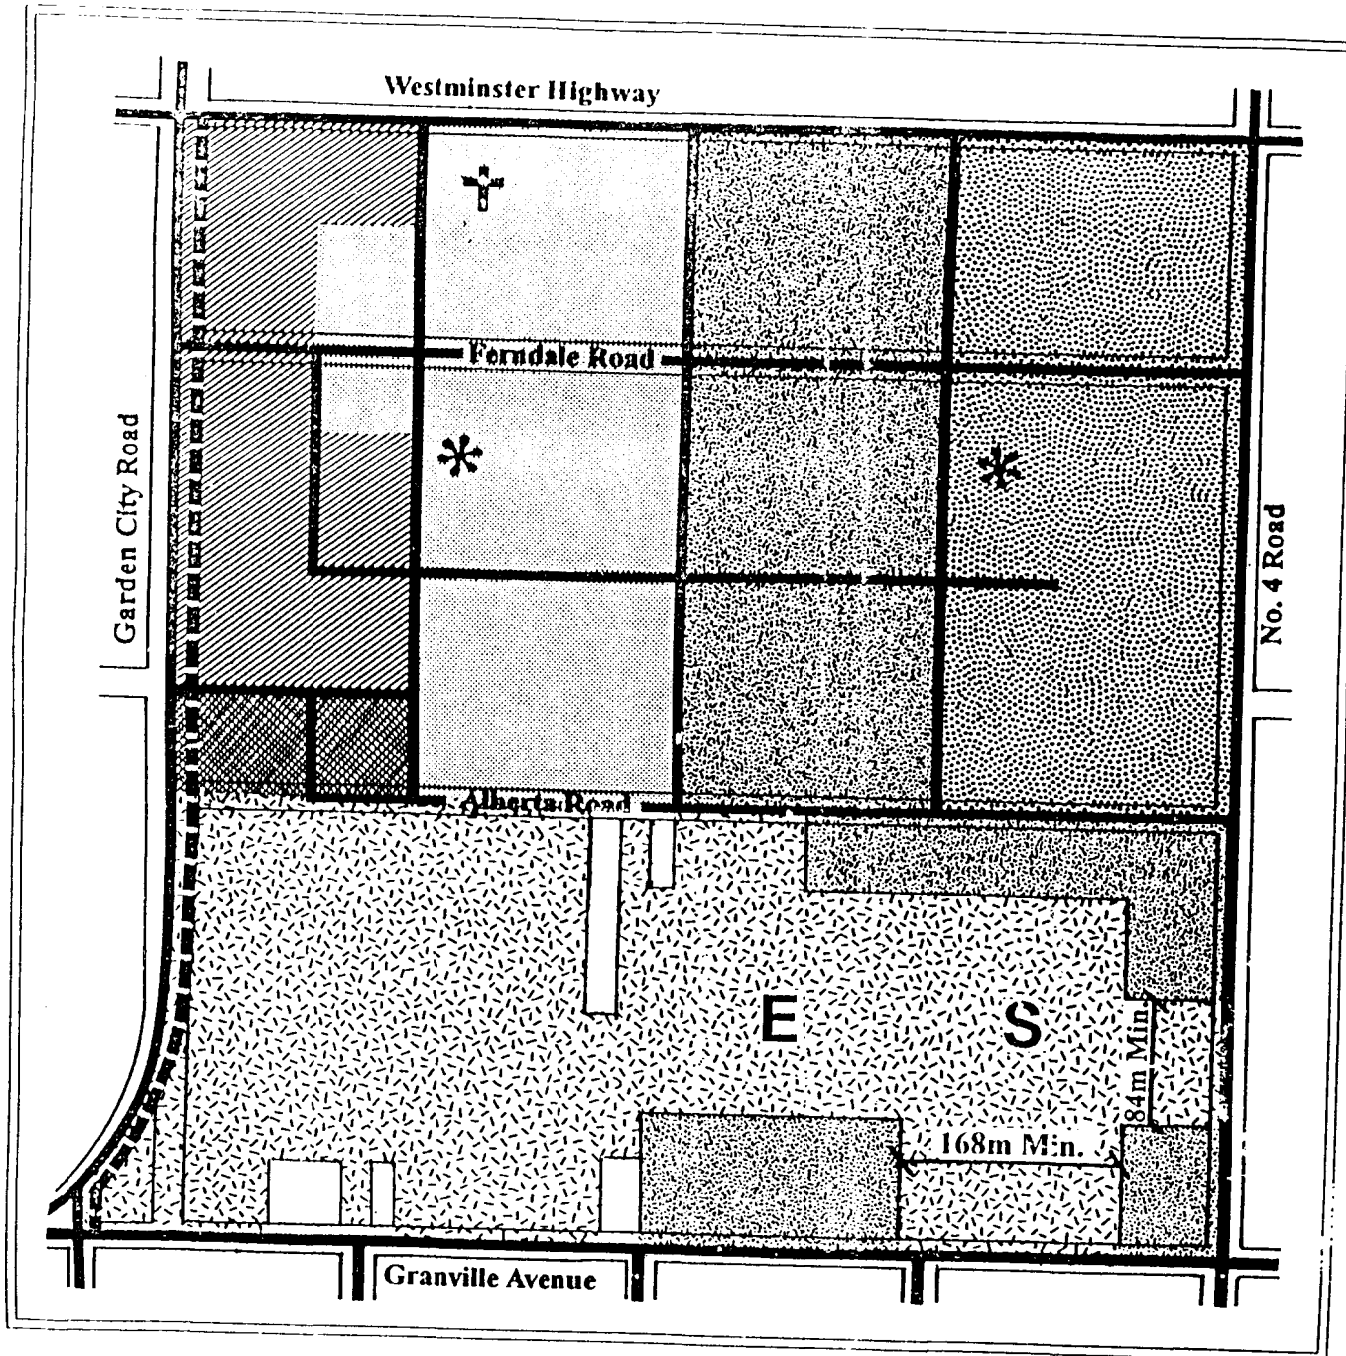 Westminster Highway
Ferndale Road
Garden City Road
No. 4 Road
Alberta Road
E
S
84m Min.
168m Min.
Granville Avenue